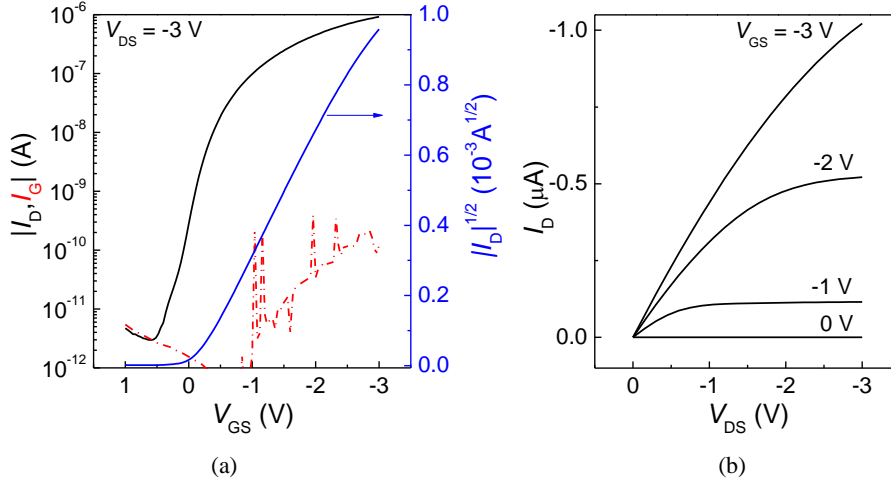 V_DS = -3 V
10^-6
10^-7
10^-8
10^-9
10^-10
10^-11
10^-12
|I_D, I_G| (A)
1 0 -1 -2 -3
V_GS (V)
1.0
0.8
0.6
0.4
0.2
0.0
|I_D|^1/2 (10^-3 A^1/2)
(a)
-1.0
-0.5
0.0
I_D (μA)
V_GS = -3 V
-2 V
-1 V
0 V
0 -1 -2 -3
V_DS (V)
(b)